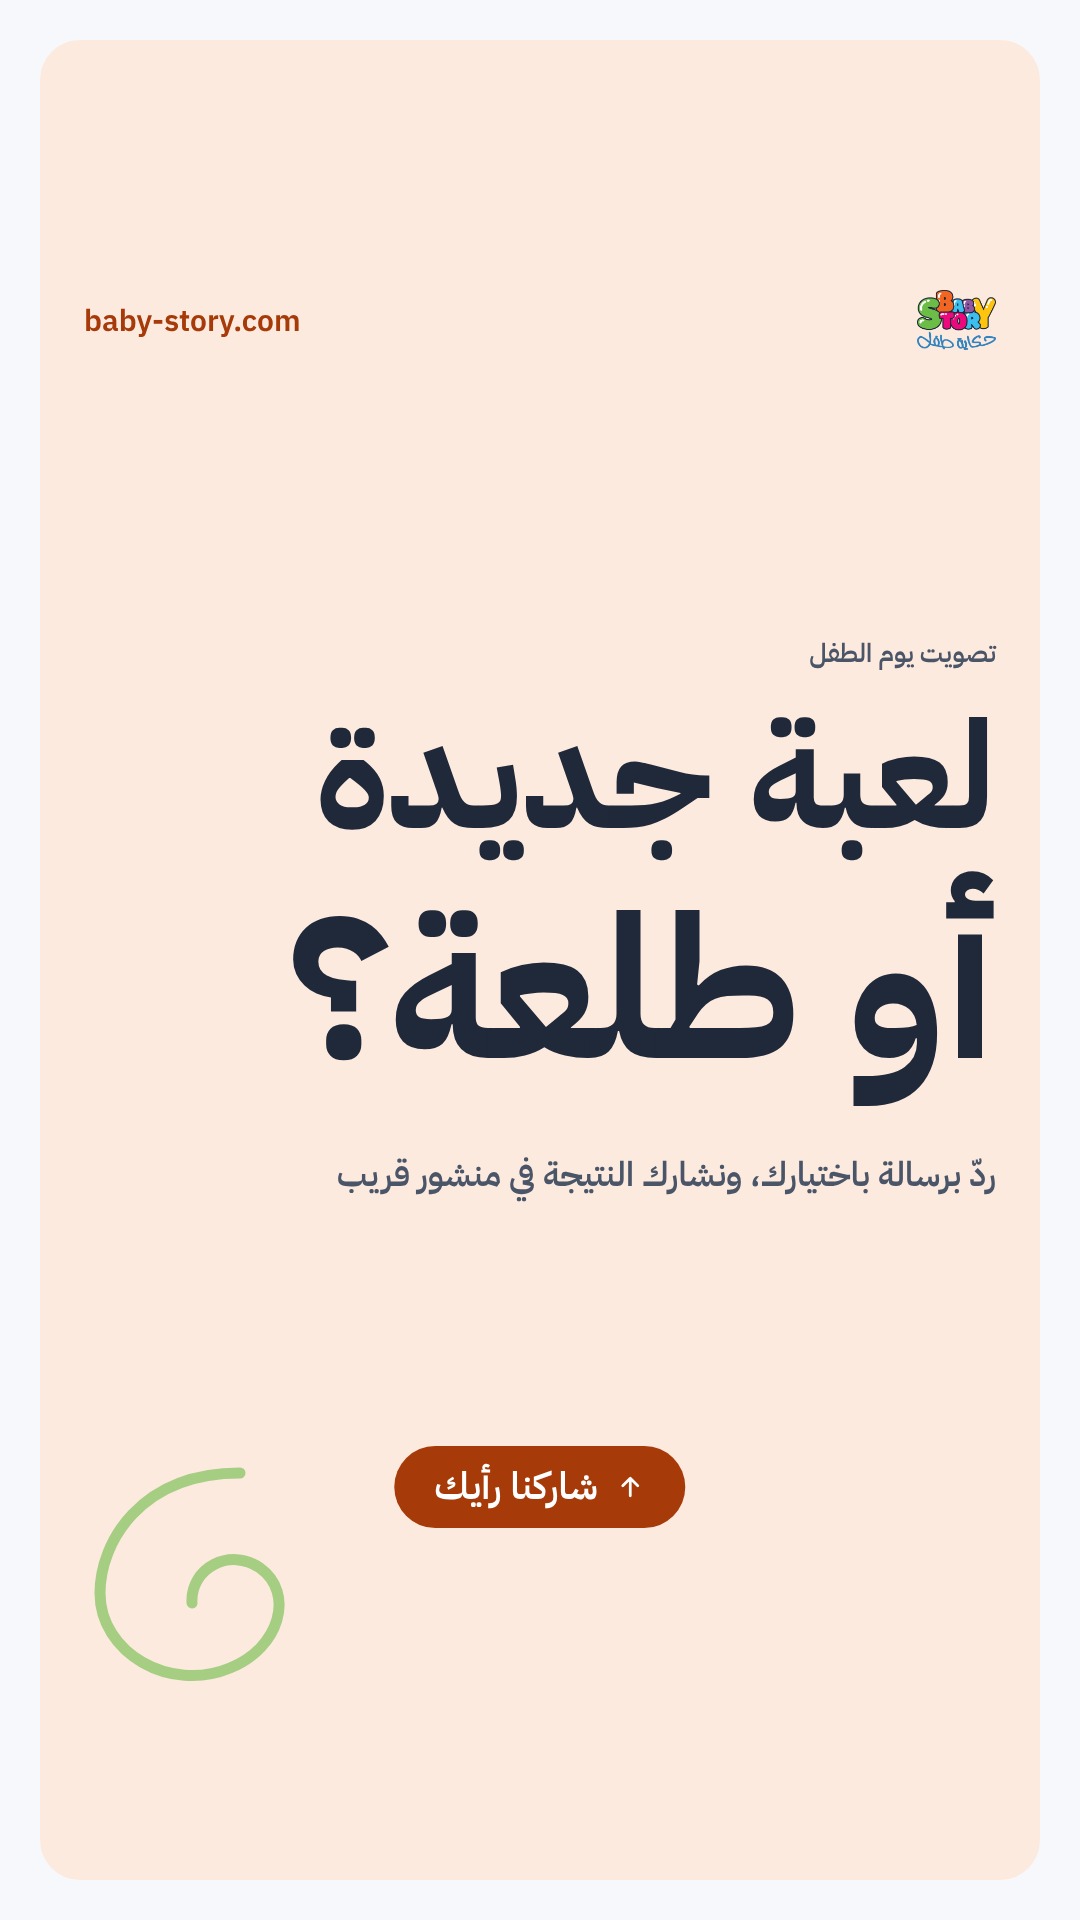 BABY STORY
حكاية طفل
baby-story.com
تصويت يوم الطفل
لعبة جديدة
أو طلعة؟
ردّ برسالة باختيارك، ونشارك النتيجة في منشور قريب
↑ شاركنا رأيك